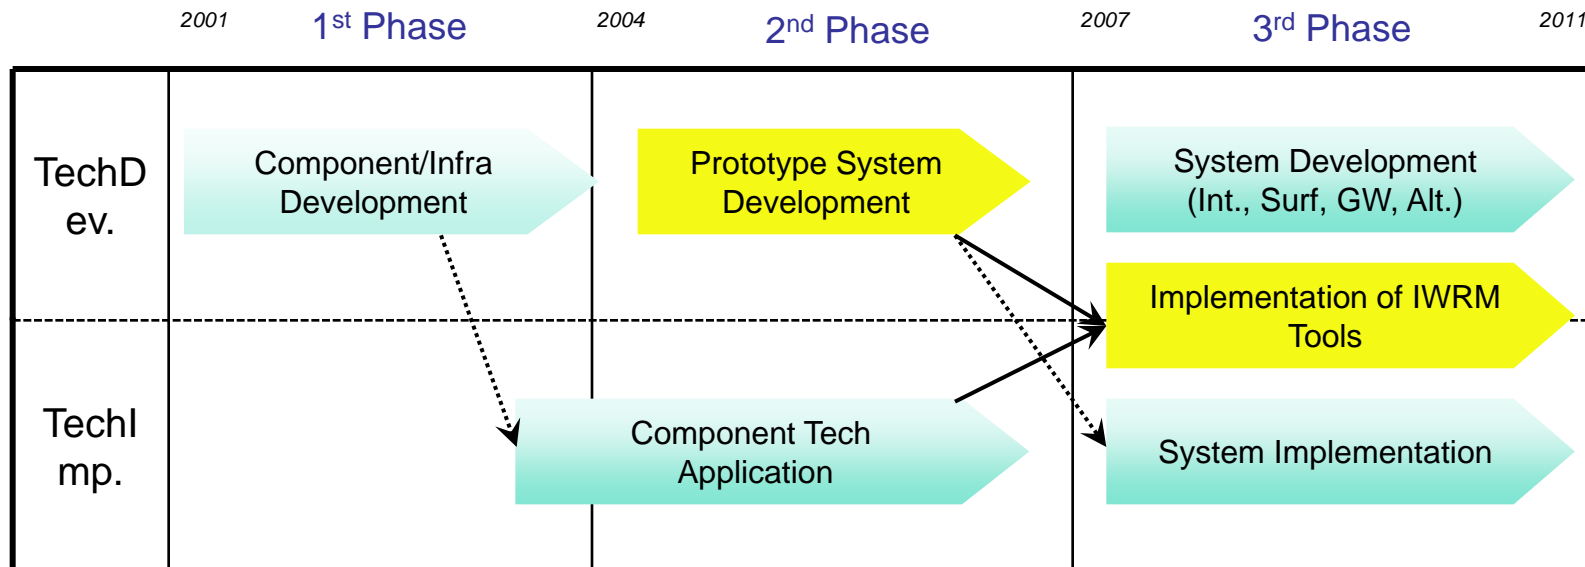 2001 1st Phase 2004 2nd Phase 2007 3rd Phase 2011
TechD
ev.
Component/Infra
Development
Prototype System
Development
System Development
(Int., Surf, GW, Alt.)
Implementation of IWRM
Tools
TechI
mp.
Component Tech
Application
System Implementation